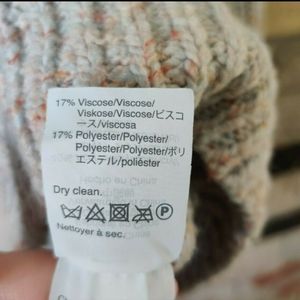 17% Viscose/Viscose/
Viskose/Viscose/ビスコ
ース/viscosa
17% Polyester/Polyester/
Polyester/Polyester/ポリ
エステル/poliéster
Dry clean.
P
Nettoyer à sec.